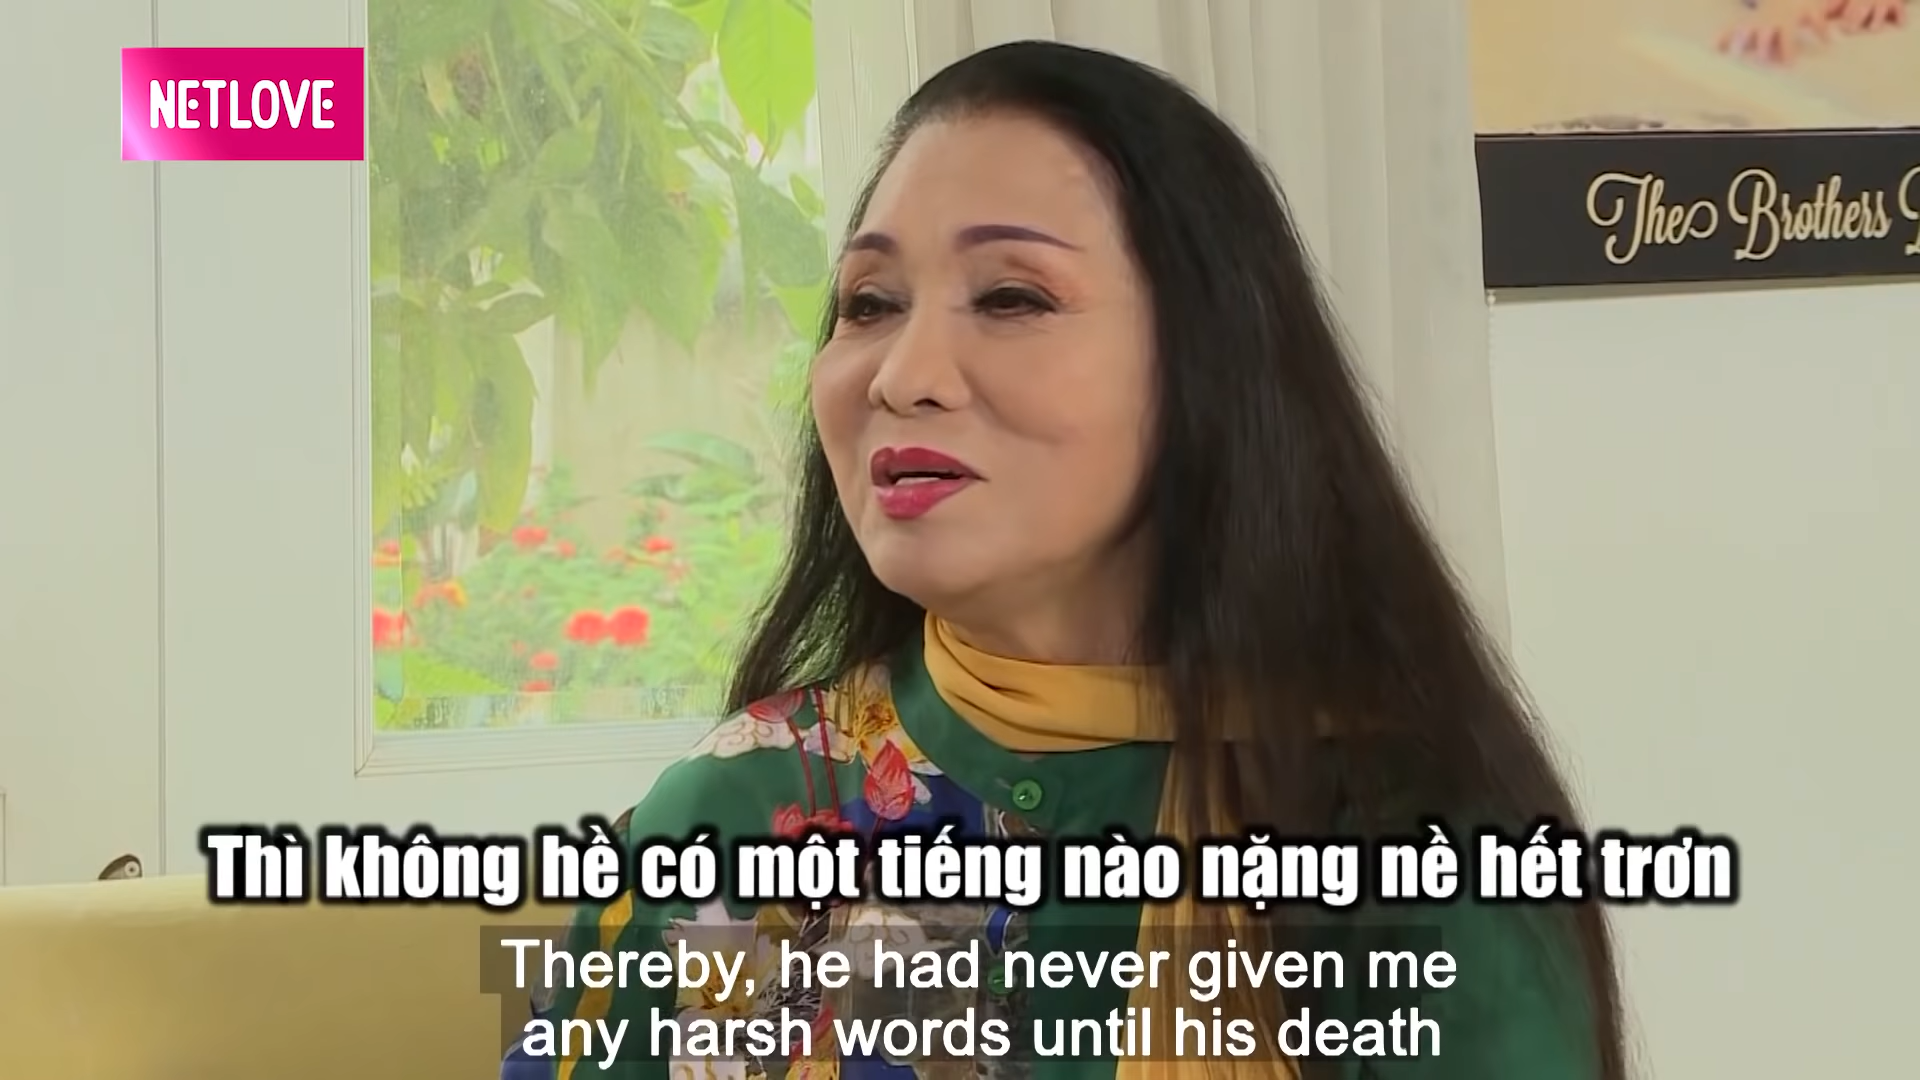 NETLOVE
The Brothers
Thì không hề có một tiếng nào nặng nề hết trơn
Thereby, he had never given me
any harsh words until his death